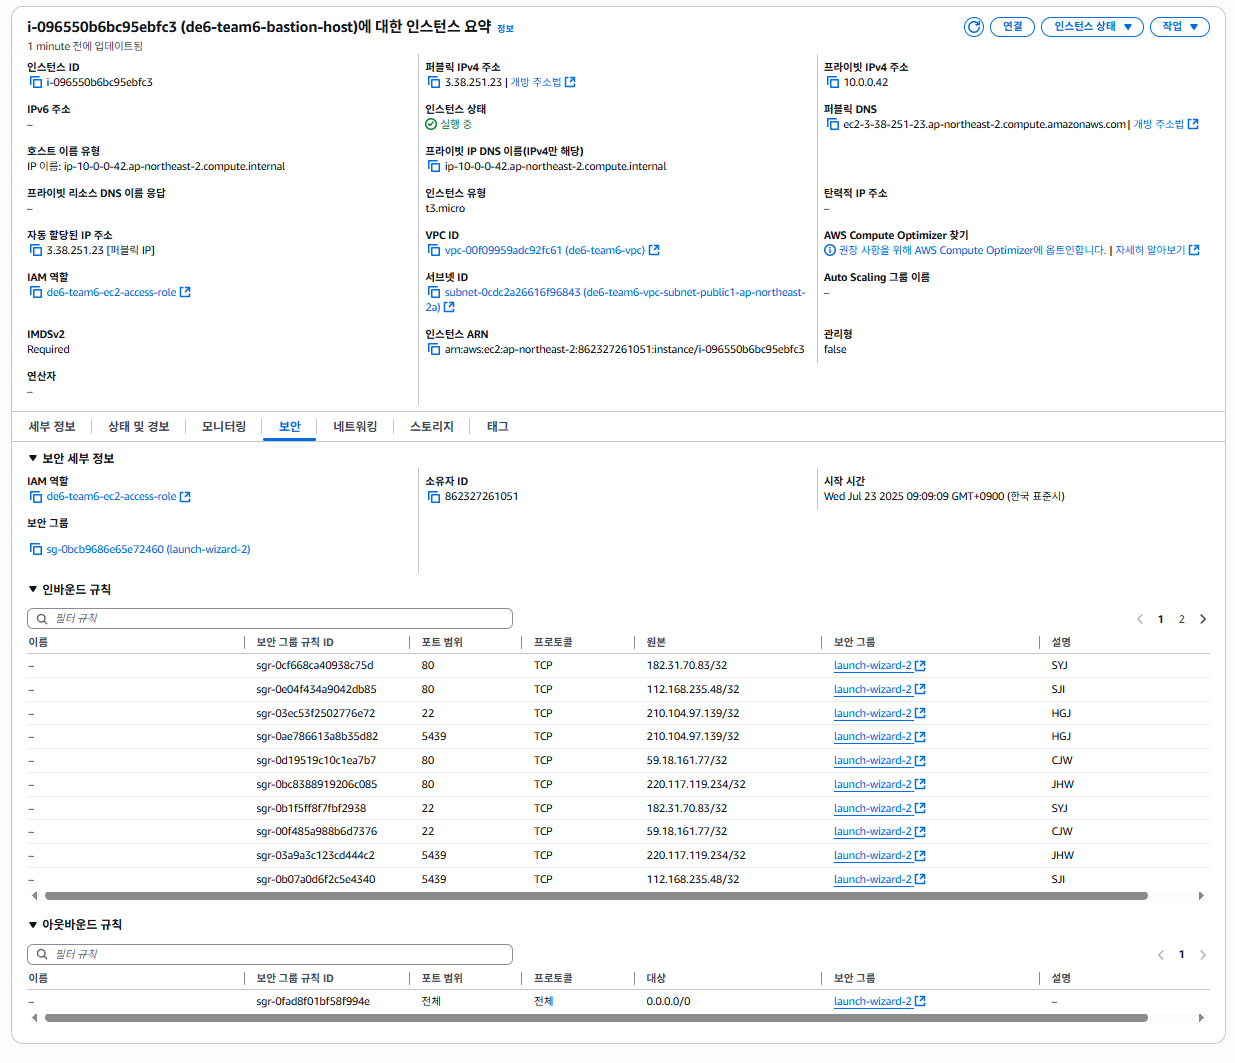 i-096550b6bc95ebfc3 (de6-team6-bastion-host)에 대한 인스턴스 요약 정보
1 minute 전에 업데이트됨
연결
인스턴스 상태
작업
인스턴스 ID
i-096550b6bc95ebfc3
퍼블릭 IPv4 주소
3.38.251.23 | 개방 주소법
프라이빗 IPv4 주소
10.0.0.42
IPv6 주소
–
인스턴스 상태
실행 중
퍼블릭 DNS
ec2-3-38-251-23.ap-northeast-2.compute.amazonaws.com | 개방 주소법
호스트 이름 유형
IP 이름: ip-10-0-0-42.ap-northeast-2.compute.internal
프라이빗 IP DNS 이름(IPv4만 해당)
ip-10-0-0-42.ap-northeast-2.compute.internal
프라이빗 리소스 DNS 이름 응답
–
인스턴스 유형
t3.micro
탄력적 IP 주소
–
자동 할당된 IP 주소
3.38.251.23 [퍼블릭 IP]
VPC ID
vpc-00f09959adc92fc61 (de6-team6-vpc)
AWS Compute Optimizer 찾기
권장 사항을 위해 AWS Compute Optimizer에 옵트인합니다. | 자세히 알아보기
IAM 역할
de6-team6-ec2-access-role
서브넷 ID
subnet-0cdc2a26616f96843 (de6-team6-vpc-subnet-public1-ap-northeast-
2a)
Auto Scaling 그룹 이름
–
IMDSv2
Required
인스턴스 ARN
arn:aws:ec2:ap-northeast-2:862327261051:instance/i-096550b6bc95ebfc3
관리형
false
연산자
–
세부 정보 상태 및 경보 모니터링 보안 네트워킹 스토리지 태그
보안 세부 정보
IAM 역할
de6-team6-ec2-access-role
소유자 ID
862327261051
시작 시간
Wed Jul 23 2025 09:09:09 GMT+0900 (한국 표준시)
보안 그룹
sg-0bcb9686e65e72460 (launch-wizard-2)
인바운드 규칙
필터 규칙
1 2
이름 보안 그룹 규칙 ID 포트 범위 프로토콜 원본 보안 그룹 설명
– sgr-0cf668ca40938c75d 80 TCP 182.31.70.83/32 launch-wizard-2 SYJ
– sgr-0e04f434a9042db85 80 TCP 112.168.235.48/32 launch-wizard-2 SJI
– sgr-03ec53f2502776e72 22 TCP 210.104.97.139/32 launch-wizard-2 HGJ
– sgr-0ae786613a8b35d82 5439 TCP 210.104.97.139/32 launch-wizard-2 HGJ
– sgr-0d19519c10c1ea7b7 80 TCP 59.18.161.77/32 launch-wizard-2 CJW
– sgr-0bc8388919206c085 80 TCP 220.117.119.234/32 launch-wizard-2 JHW
– sgr-0b1f5ff8f7fbf2938 22 TCP 182.31.70.83/32 launch-wizard-2 SYJ
– sgr-00f485a988b6d7376 22 TCP 59.18.161.77/32 launch-wizard-2 CJW
– sgr-03a9a3c123cd444c2 5439 TCP 220.117.119.234/32 launch-wizard-2 JHW
– sgr-0b07a0d6f2c5e4340 5439 TCP 112.168.235.48/32 launch-wizard-2 SJI
아웃바운드 규칙
필터 규칙
1
이름 보안 그룹 규칙 ID 포트 범위 프로토콜 대상 보안 그룹 설명
– sgr-0fad8f01bf58f994e 전체 전체 0.0.0.0/0 launch-wizard-2 –